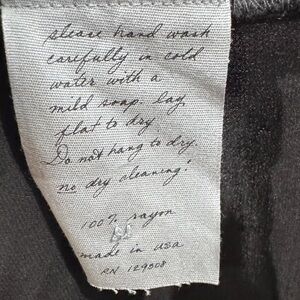 please hand wash
carefully in cold
water with a
mild soap. lay
flat to dry
Do not hang to dry.
no dry cleaning!
100% rayon
made in usa
RN 129508